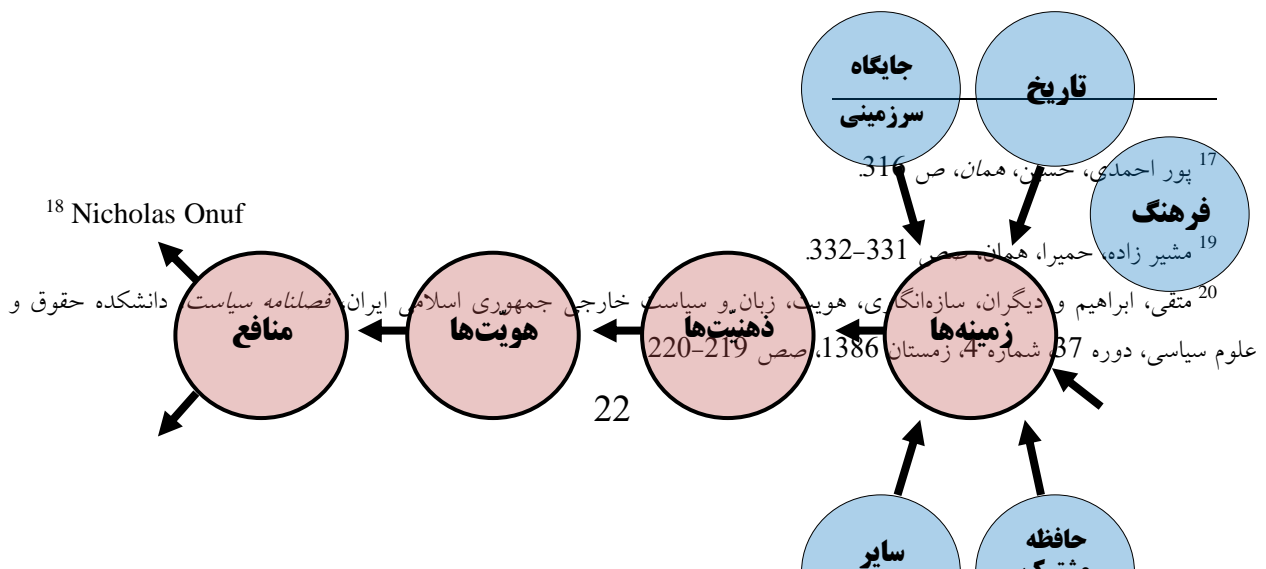 جایگاه
سرزمینی
تاریخ
فرهنگ
17 پور احمدی، حسین، همان، ص 316.
18 Nicholas Onuf
19 مشیر زاده، حمیرا، همان، صص 331-332.
20 متقی، ابراهیم و دیگران، سازه‌انگاری، هویت، زبان و سیاست خارجی جمهوری اسلامی ایران، فصلنامه سیاست، دانشکده حقوق و
علوم سیاسی، دوره 37، شماره 4، زمستان 1386، صص 219-220
زمینه‌ها
ذهنیّت‌ها
هویّت‌ها
منافع
22
حافظه
سایر